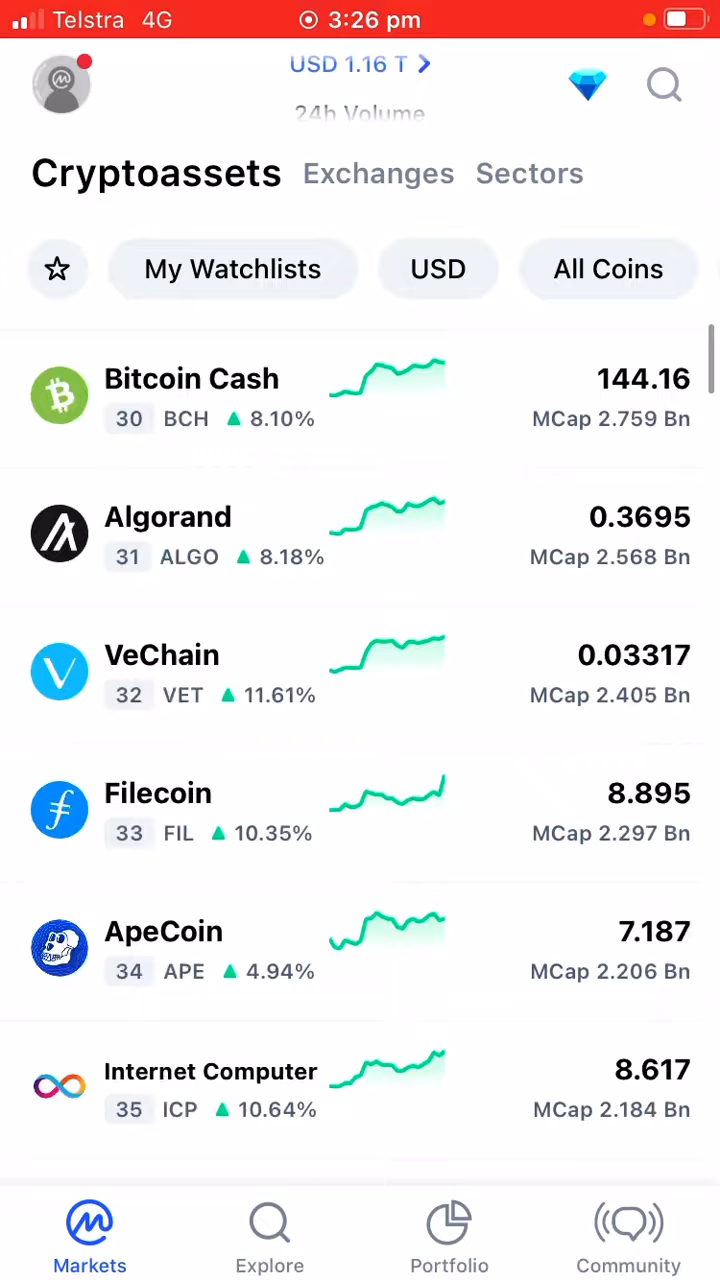 Telstra 4G 3:26 pm
USD 1.16 T
24h Volume
Cryptoassets Exchanges Sectors
My Watchlists USD All Coins
Bitcoin Cash 144.16
30 BCH ▲ 8.10% MCap 2.759 Bn
Algorand 0.3695
31 ALGO ▲ 8.18% MCap 2.568 Bn
VeChain 0.03317
32 VET ▲ 11.61% MCap 2.405 Bn
Filecoin 8.895
33 FIL ▲ 10.35% MCap 2.297 Bn
ApeCoin 7.187
34 APE ▲ 4.94% MCap 2.206 Bn
Internet Computer 8.617
35 ICP ▲ 10.64% MCap 2.184 Bn
Markets Explore Portfolio Community